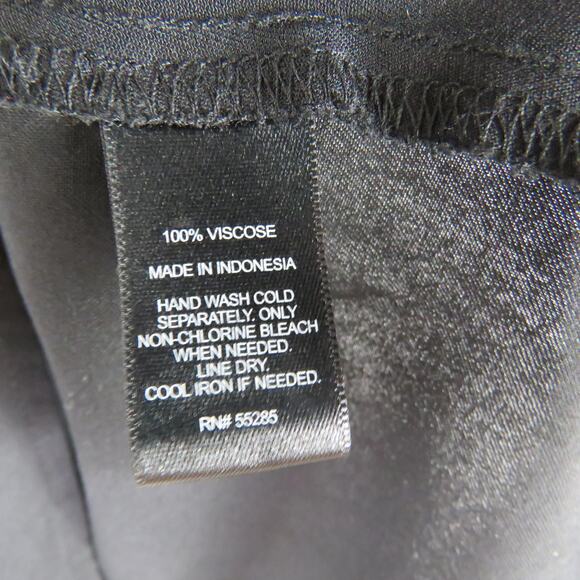 100% VISCOSE
MADE IN INDONESIA
HAND WASH COLD
SEPARATELY. ONLY
NON-CHLORINE BLEACH
WHEN NEEDED.
LINE DRY.
COOL IRON IF NEEDED.
RN# 55285